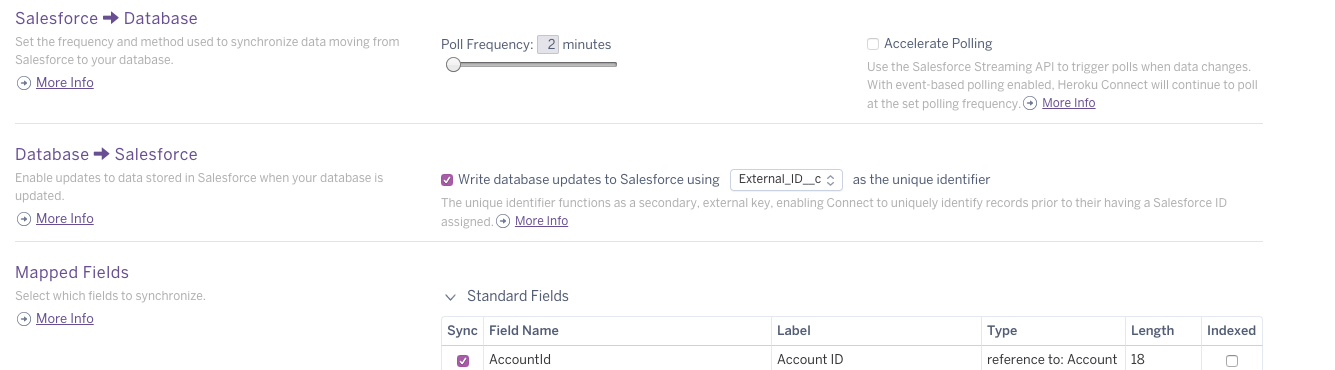 Salesforce ➔ Database
Set the frequency and method used to synchronize data moving from
Salesforce to your database.
More Info
Poll Frequency: 2 minutes
Accelerate Polling
Use the Salesforce Streaming API to trigger polls when data changes.
With event-based polling enabled, Heroku Connect will continue to poll
at the set polling frequency. More Info
Database ➔ Salesforce
Enable updates to data stored in Salesforce when your database is
updated.
More Info
Write database updates to Salesforce using External_ID__c as the unique identifier
The unique identifier functions as a secondary, external key, enabling Connect to uniquely identify records prior to their having a Salesforce ID
assigned. More Info
Mapped Fields
Select which fields to synchronize.
More Info
Standard Fields
Sync Field Name Label Type Length Indexed
AccountId Account ID reference to: Account 18